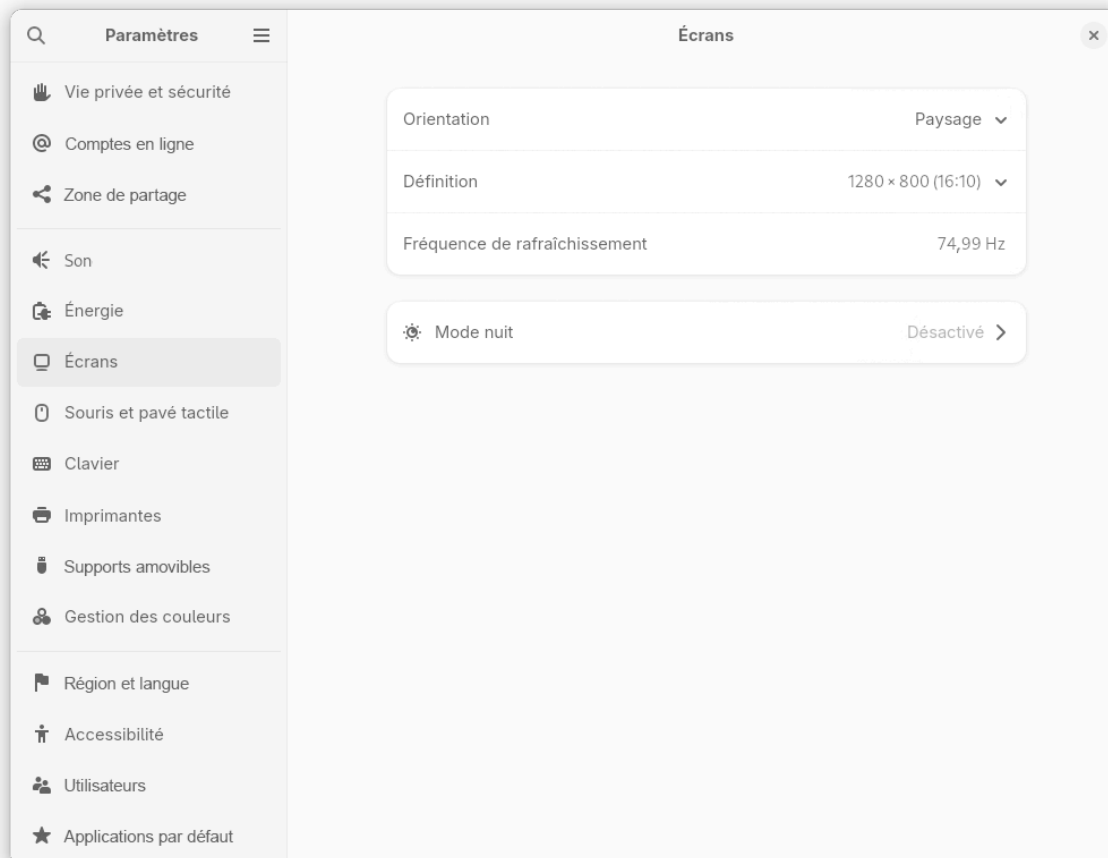 Paramètres
Écrans
Vie privée et sécurité
Comptes en ligne
Zone de partage
Son
Énergie
Écrans
Souris et pavé tactile
Clavier
Imprimantes
Supports amovibles
Gestion des couleurs
Région et langue
Accessibilité
Utilisateurs
Applications par défaut
Orientation Paysage
Définition 1280 × 800 (16:10)
Fréquence de rafraîchissement 74,99 Hz
Mode nuit Désactivé